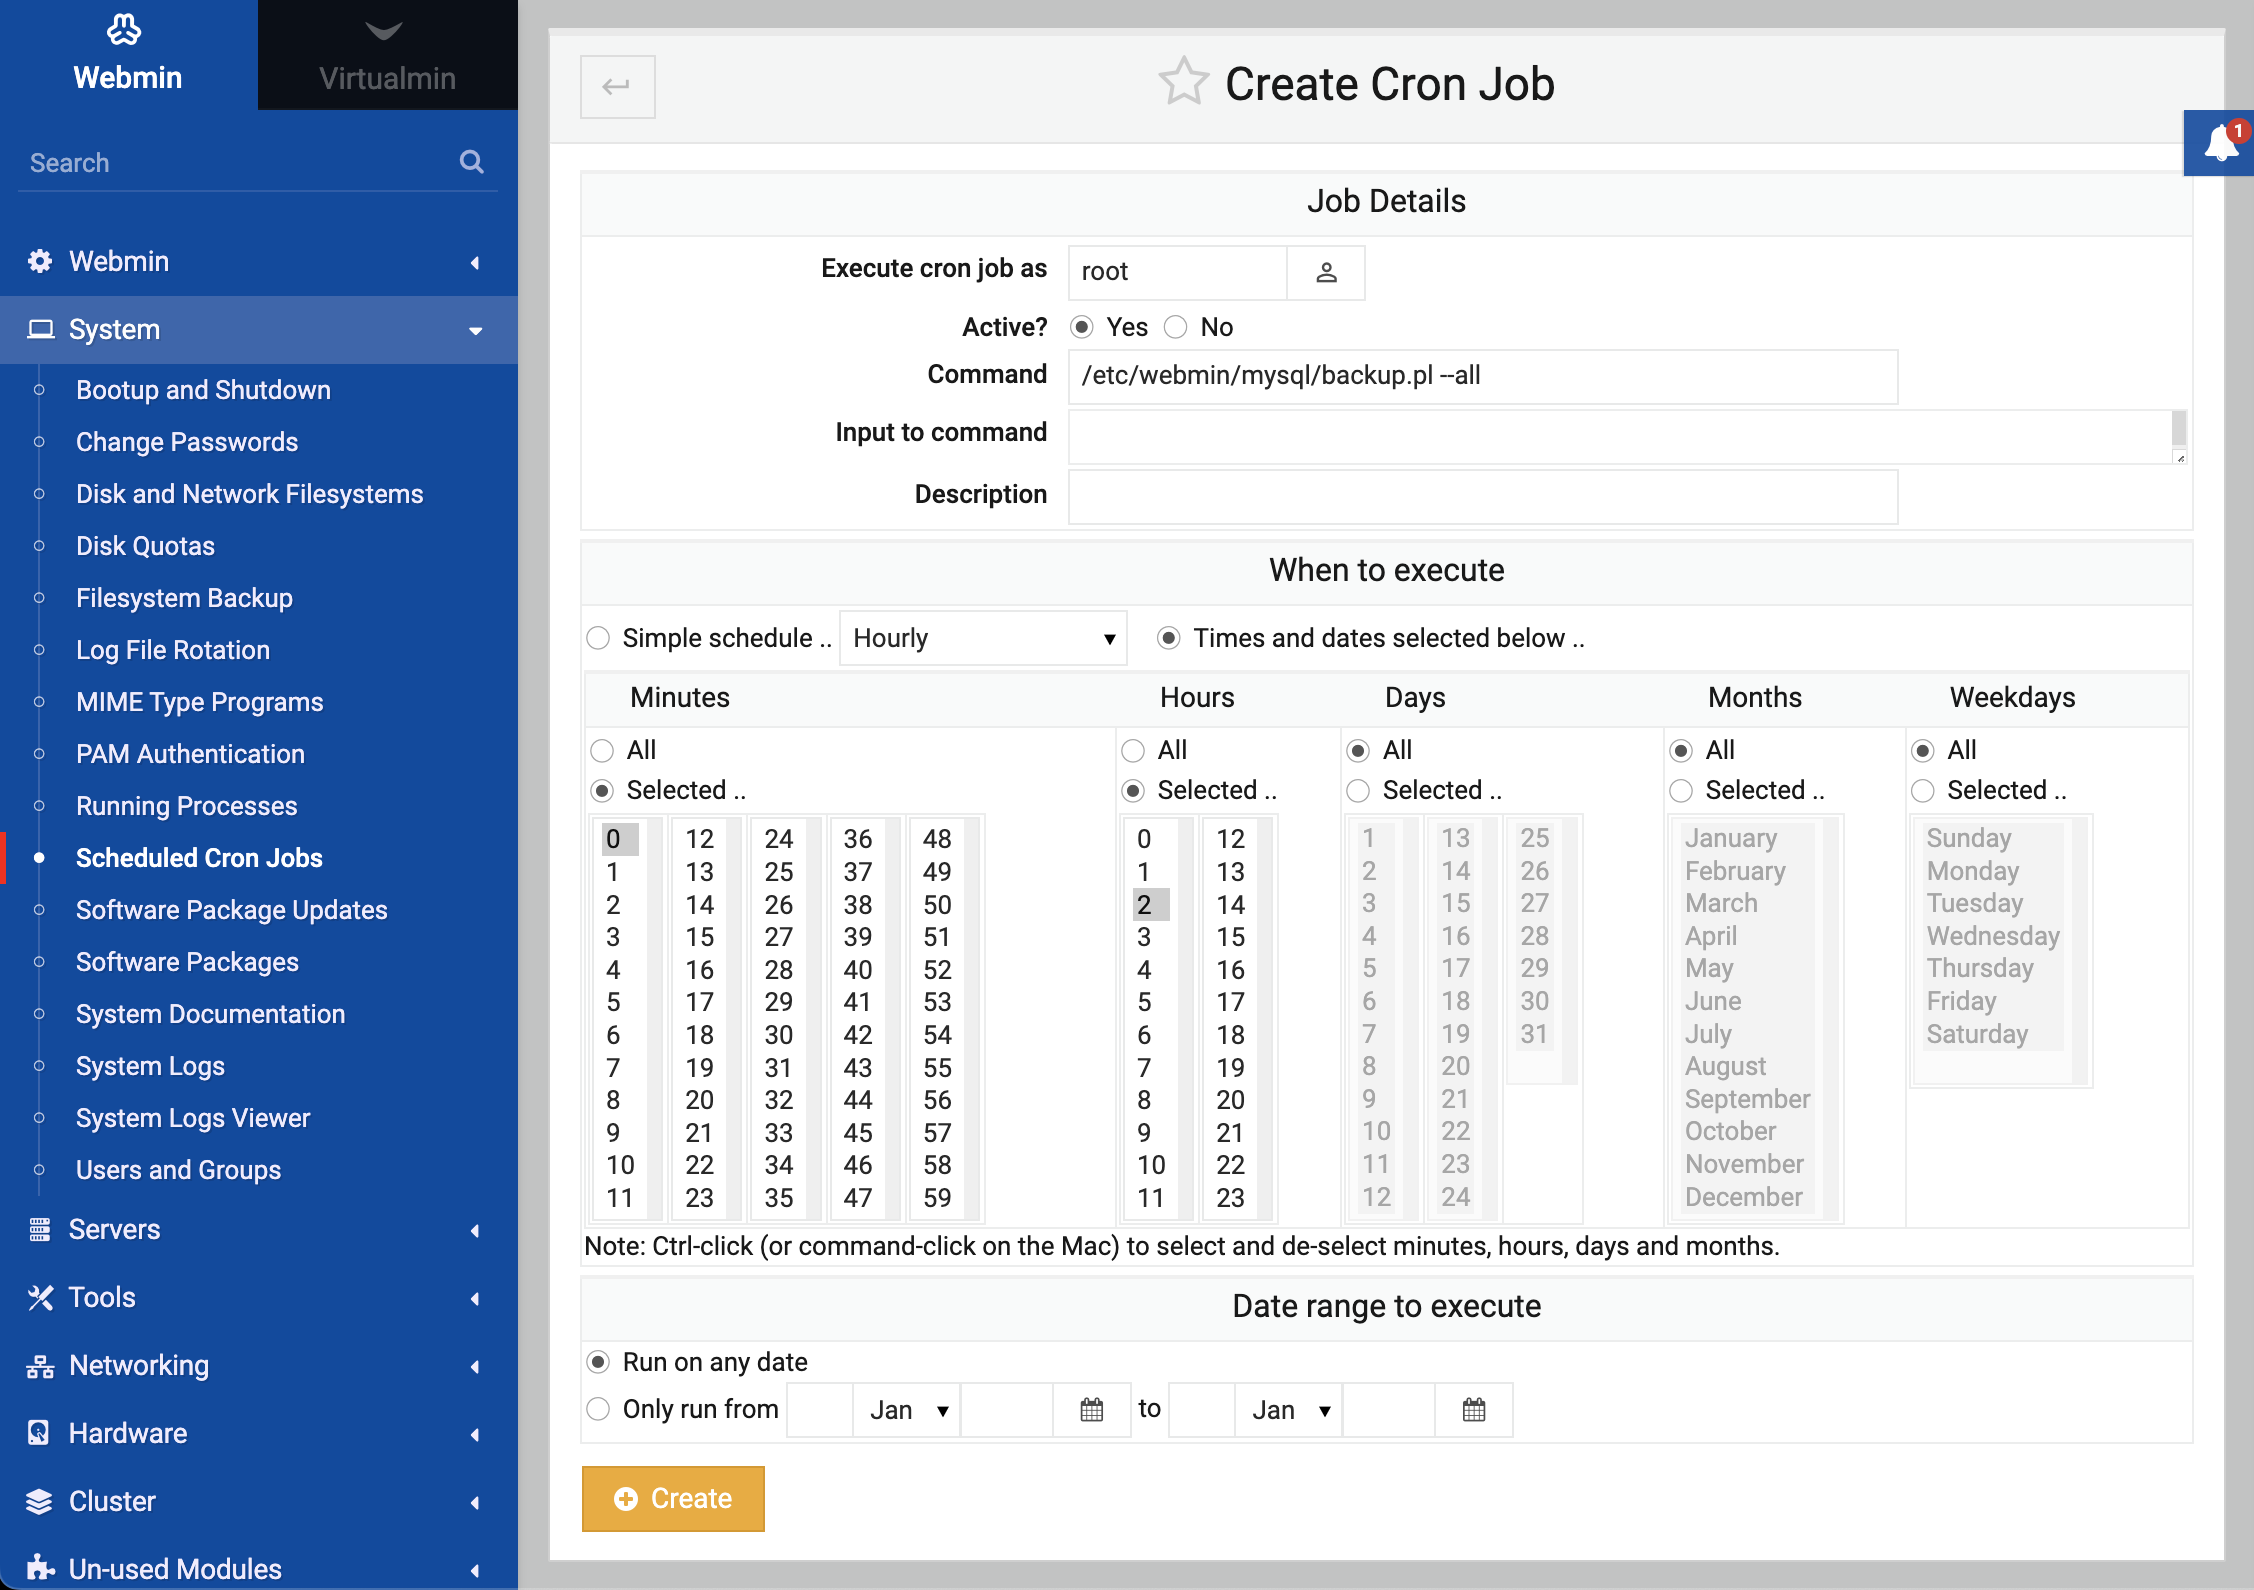 Webmin
Virtualmin
Search
Webmin
System
Bootup and Shutdown
Change Passwords
Disk and Network Filesystems
Disk Quotas
Filesystem Backup
Log File Rotation
MIME Type Programs
PAM Authentication
Running Processes
Scheduled Cron Jobs
Software Package Updates
Software Packages
System Documentation
System Logs
System Logs Viewer
Users and Groups
Servers
Tools
Networking
Hardware
Cluster
Un-used Modules
Create Cron Job
1
Job Details
Execute cron job as root
Active? Yes No
Command /etc/webmin/mysql/backup.pl --all
Input to command
Description
When to execute
Simple schedule .. Hourly Times and dates selected below ..
Minutes Hours Days Months Weekdays
All All All All All
Selected .. Selected .. Selected .. Selected .. Selected ..
0 12 24 36 48 0 12 1 13 25 January Sunday
1 13 25 37 49 1 13 2 14 26 February Monday
2 14 26 38 50 2 14 3 15 27 March Tuesday
3 15 27 39 51 3 15 4 16 28 April Wednesday
4 16 28 40 52 4 16 5 17 29 May Thursday
5 17 29 41 53 5 17 6 18 30 June Friday
6 18 30 42 54 6 18 7 19 31 July Saturday
7 19 31 43 55 7 19 8 20 August
8 20 32 44 56 8 20 9 21 September
9 21 33 45 57 9 21 10 22 October
10 22 34 46 58 10 22 11 23 November
11 23 35 47 59 11 23 12 24 December
Note: Ctrl-click (or command-click on the Mac) to select and de-select minutes, hours, days and months.
Date range to execute
Run on any date
Only run from Jan to Jan
Create